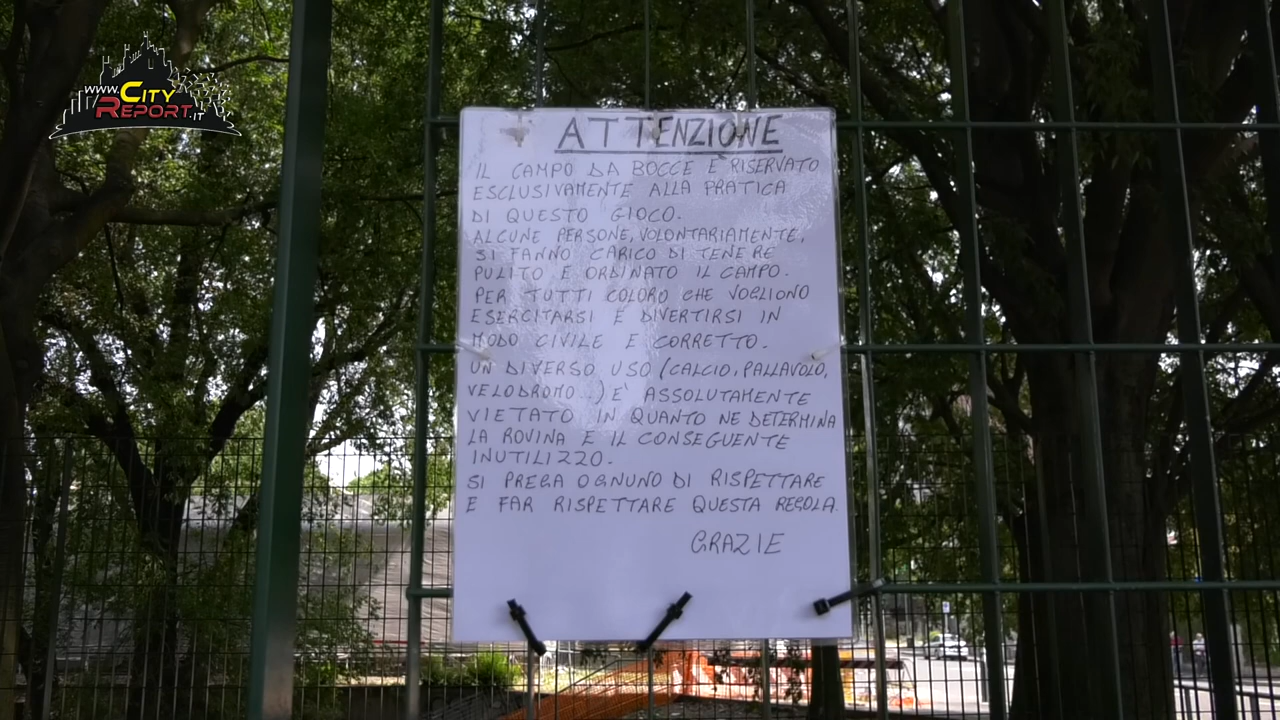 www.CITY
REPORT.IT
ATTENZIONE
IL CAMPO DA BOCCE È RISERVATO
ESCLUSIVAMENTE ALLA PRATICA
DI QUESTO GIOCO.
ALCUNE PERSONE, VOLONTARIAMENTE,
SI FANNO CARICO DI TENERE
PULITO E ORDINATO IL CAMPO.
PER TUTTI COLORO CHE VOGLIONO
ESERCITARSI E DIVERTIRSI IN
MODO CIVILE E CORRETTO.
UN DIVERSO USO (CALCIO, PALLAVOLO,
VELODROMO...) E' ASSOLUTAMENTE
VIETATO IN QUANTO NE DETERMINA
LA ROVINA E IL CONSEGUENTE
INUTILIZZO.
SI PREGA OGNUNO DI RISPETTARE
E FAR RISPETTARE QUESTA REGOLA.
GRAZIE